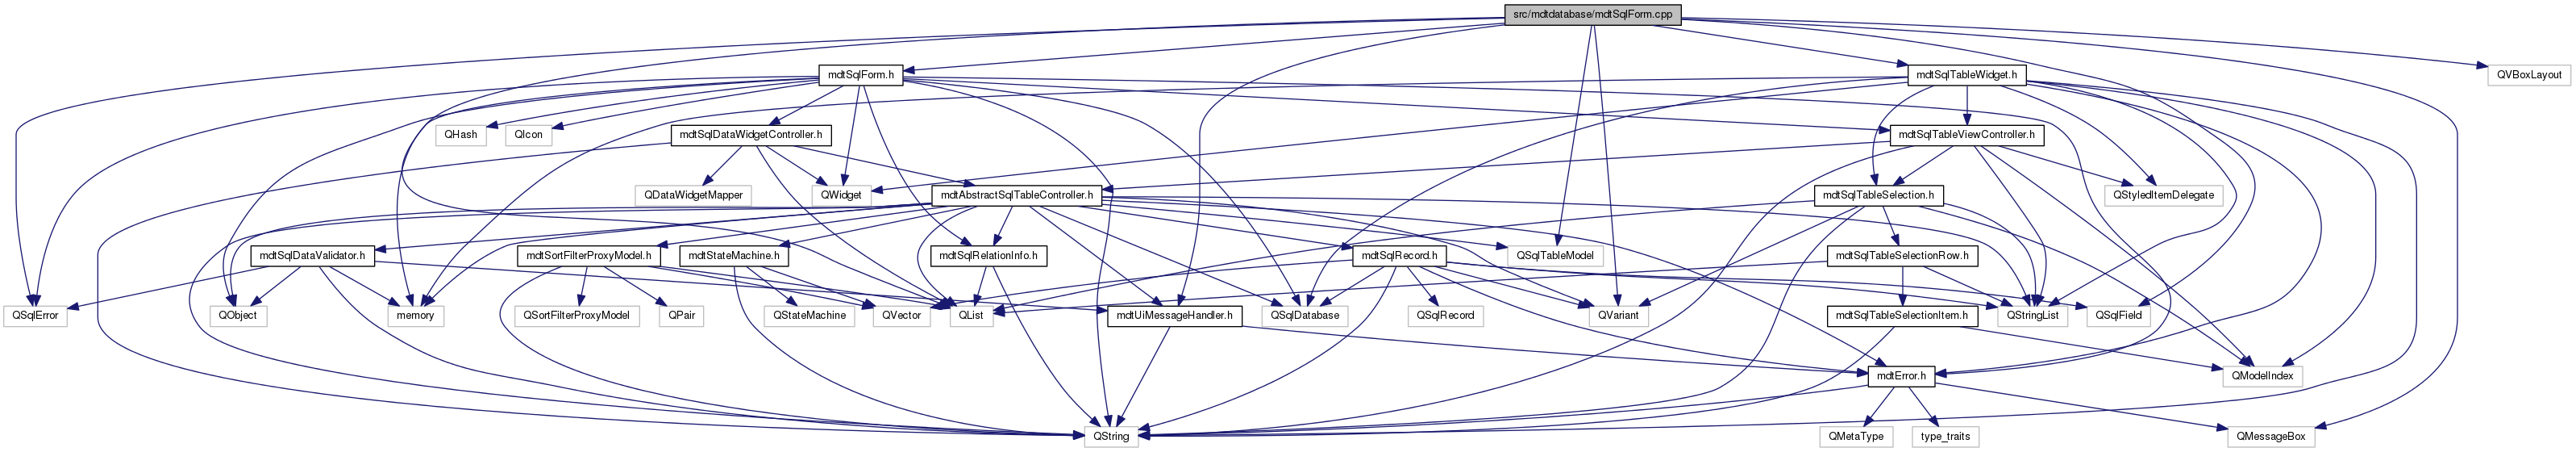 src/mdtdatabase/mdtSqlForm.cpp
mdtSqlForm.h
mdtSqlTableWidget.h
QVBoxLayout
QHash
QIcon
mdtSqlDataWidgetController.h
mdtSqlTableViewController.h
QDataWidgetMapper
QWidget
mdtAbstractSqlTableController.h
mdtSqlTableSelection.h
QStyledItemDelegate
mdtSqlDataValidator.h
mdtSortFilterProxyModel.h
mdtStateMachine.h
mdtSqlRelationInfo.h
QSqlTableModel
mdtSqlRecord.h
mdtSqlTableSelectionRow.h
QSqlError
QObject
memory
QSortFilterProxyModel
QPair
QStateMachine
QVector
QList
mdtUiMessageHandler.h
QSqlDatabase
QSqlRecord
QVariant
mdtSqlTableSelectionItem.h
QStringList
QSqlField
mdtError.h
QModelIndex
QString
QMetaType
type_traits
QMessageBox